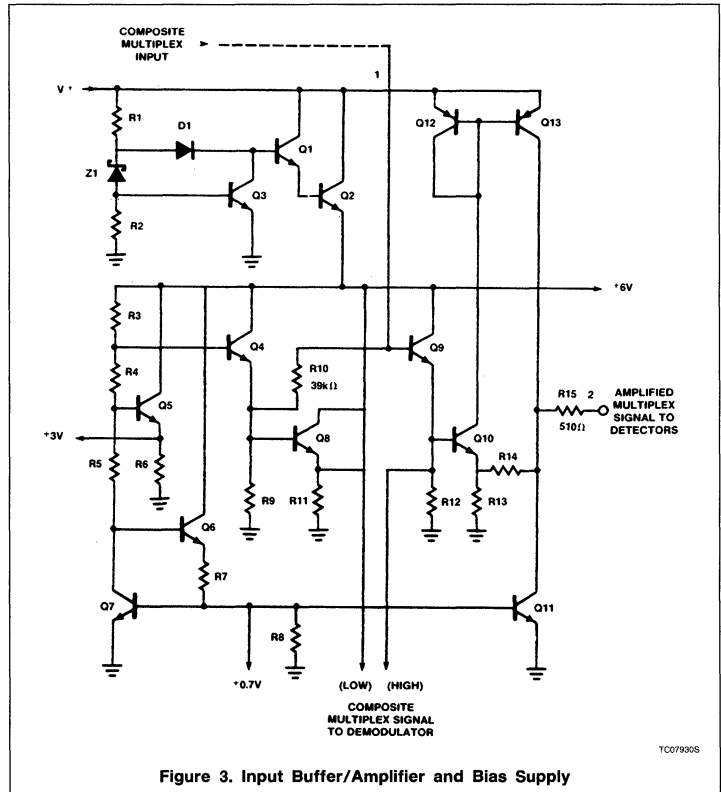 COMPOSITE
MULTIPLEX
INPUT
1
V+
R1
D1
Q1
Q12
Q13
Z1
Q3
Q2
R2
+6V
R3
Q4
Q9
R10
39kΩ
R4
Q5
R15 2
510Ω
AMPLIFIED
MULTIPLEX
SIGNAL TO
DETECTORS
+3V
Q8
Q10
R14
R5
R6
R9
R11
R12
R13
Q6
R7
Q7
Q11
R8
+0.7V
(LOW) (HIGH)
COMPOSITE
MULTIPLEX SIGNAL
TO DEMODULATOR
TC07930S
Figure 3. Input Buffer/Amplifier and Bias Supply